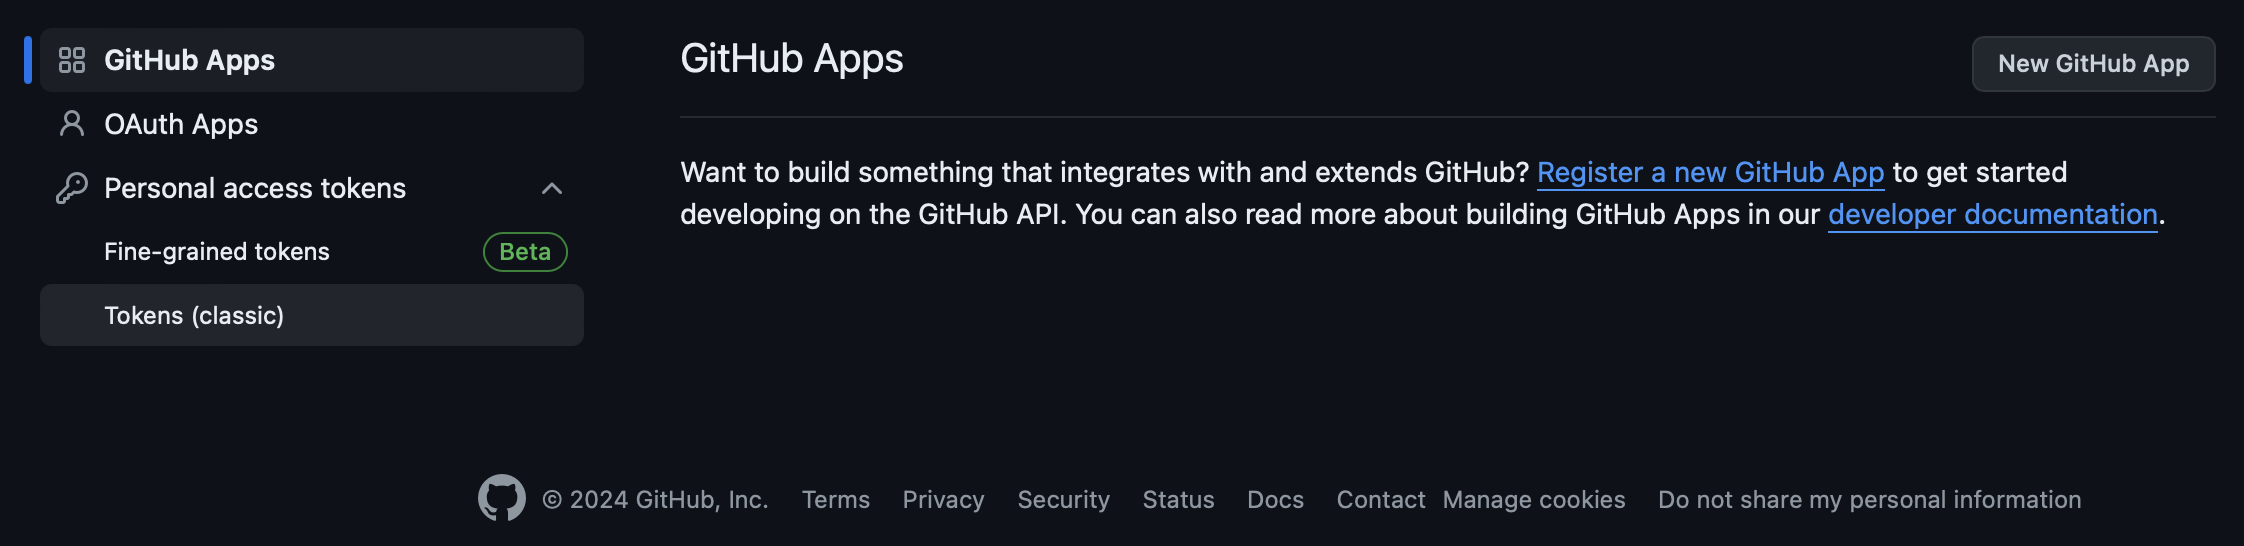 GitHub Apps
OAuth Apps
Personal access tokens
Fine-grained tokens Beta
Tokens (classic)
GitHub Apps
New GitHub App
Want to build something that integrates with and extends GitHub? Register a new GitHub App to get started
developing on the GitHub API. You can also read more about building GitHub Apps in our developer documentation.
© 2024 GitHub, Inc. Terms Privacy Security Status Docs Contact Manage cookies Do not share my personal information